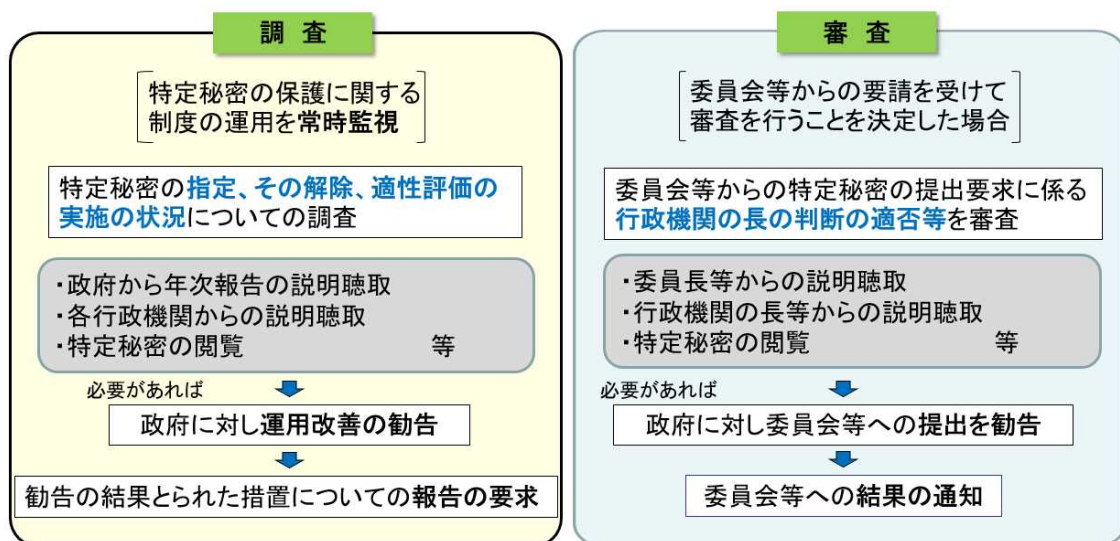 調 査
特定秘密の保護に関する
制度の運用を常時監視
特定秘密の指定、その解除、適性評価の
実施の状況についての調査
・政府から年次報告の説明聴取
・各行政機関からの説明聴取
・特定秘密の閲覧 等
必要があれば
政府に対し運用改善の勧告
勧告の結果とられた措置についての報告の要求
審 査
委員会等からの要請を受けて
審査を行うことを決定した場合
委員会等からの特定秘密の提出要求に係る
行政機関の長の判断の適否等を審査
・委員長等からの説明聴取
・行政機関の長等からの説明聴取
・特定秘密の閲覧 等
必要があれば
政府に対し委員会等への提出を勧告
委員会等への結果の通知